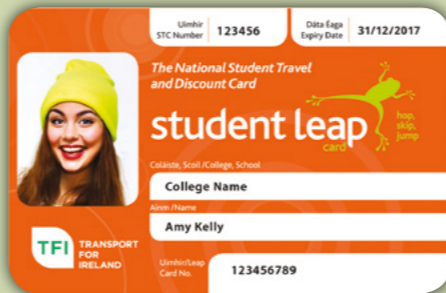 Uimhir
STC Number
123456
Dáta Éaga
Expiry Date
31/12/2017
The National Student Travel
and Discount Card
student leap
card
hop,
skip,
jump
Coláiste, Scoil /College, School
College Name
Ainm /Name
Amy Kelly
TFI
TRANSPORT
FOR
IRELAND
Uimhir/Leap
Card No.
123456789